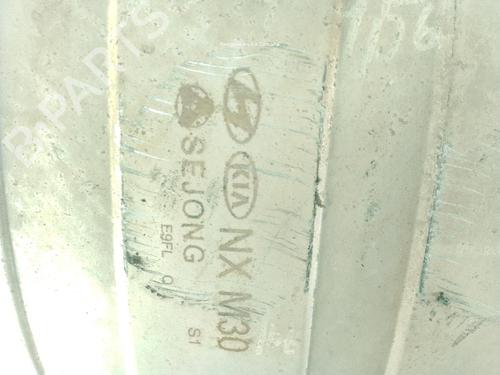 KIA NX M30
SEJONG
E9FL Q S1
B-PARTS